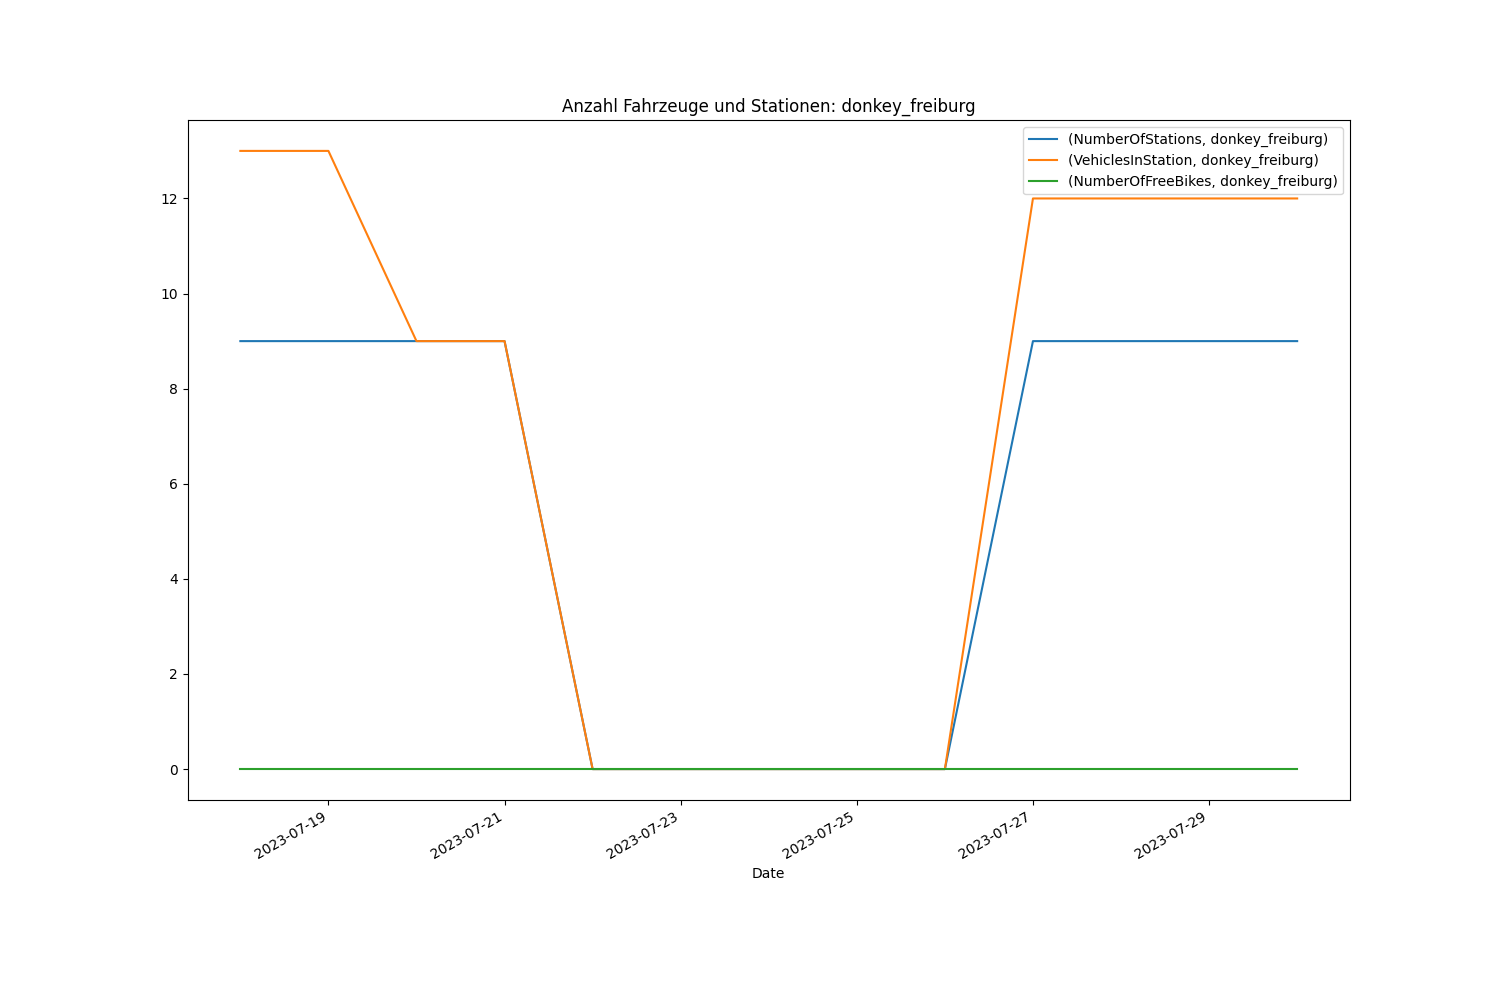 Anzahl Fahrzeuge und Stationen: donkey_freiburg
(NumberOfStations, donkey_freiburg)
(VehiclesInStation, donkey_freiburg)
(NumberOfFreeBikes, donkey_freiburg)
12
10
8
6
4
2
0
2023-07-19
2023-07-21
2023-07-23
2023-07-25
2023-07-27
2023-07-29
Date